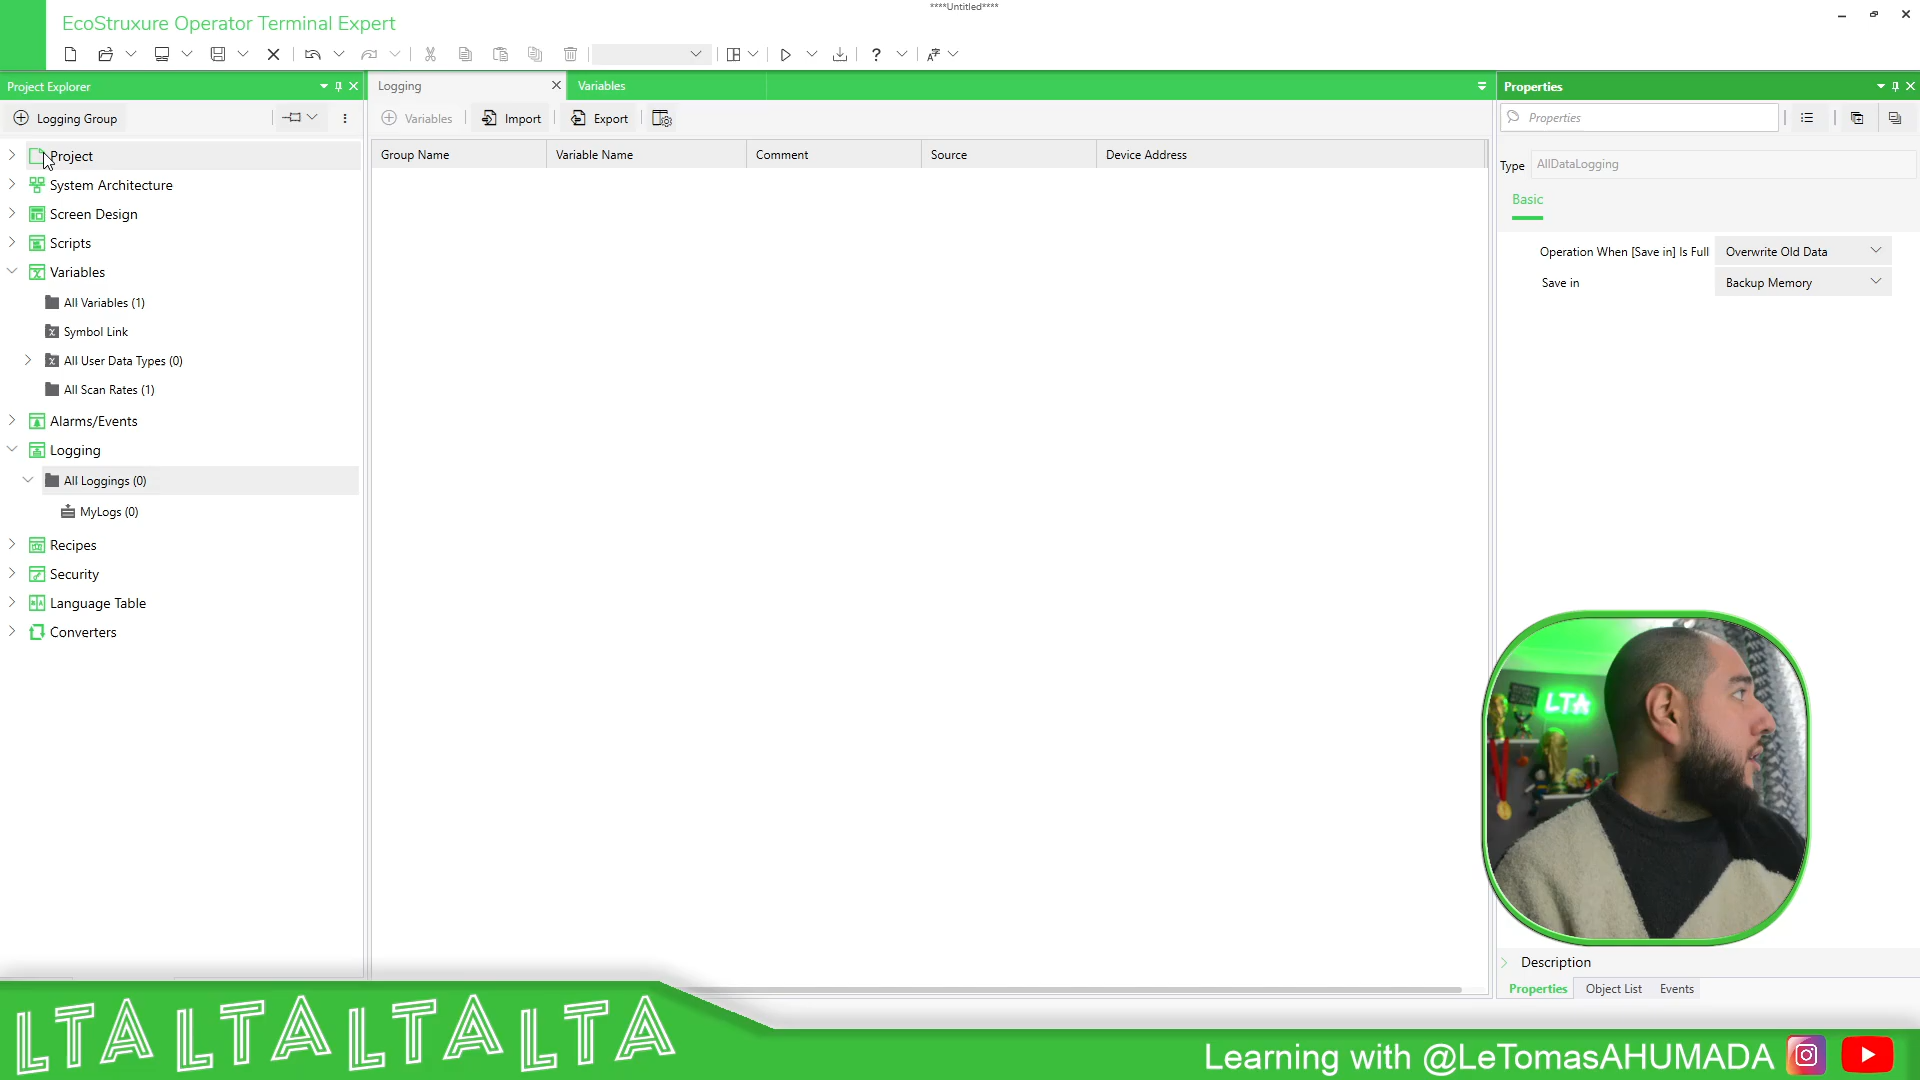 ****Untitled****
EcoStruxure Operator Terminal Expert
Project Explorer
Logging
Variables
Properties
Logging Group
Variables
Import
Export
Properties
Project
System Architecture
Screen Design
Scripts
Variables
All Variables (1)
Symbol Link
All User Data Types (0)
All Scan Rates (1)
Alarms/Events
Logging
All Loggings (0)
MyLogs (0)
Recipes
Security
Language Table
Converters
Group Name
Variable Name
Comment
Source
Device Address
Type
AllDataLogging
Basic
Operation When [Save in] Is Full
Overwrite Old Data
Save in
Backup Memory
LTA
Description
Properties
Object List
Events
LTALTALTALTA
Learning with @LeTomasAHUMADA